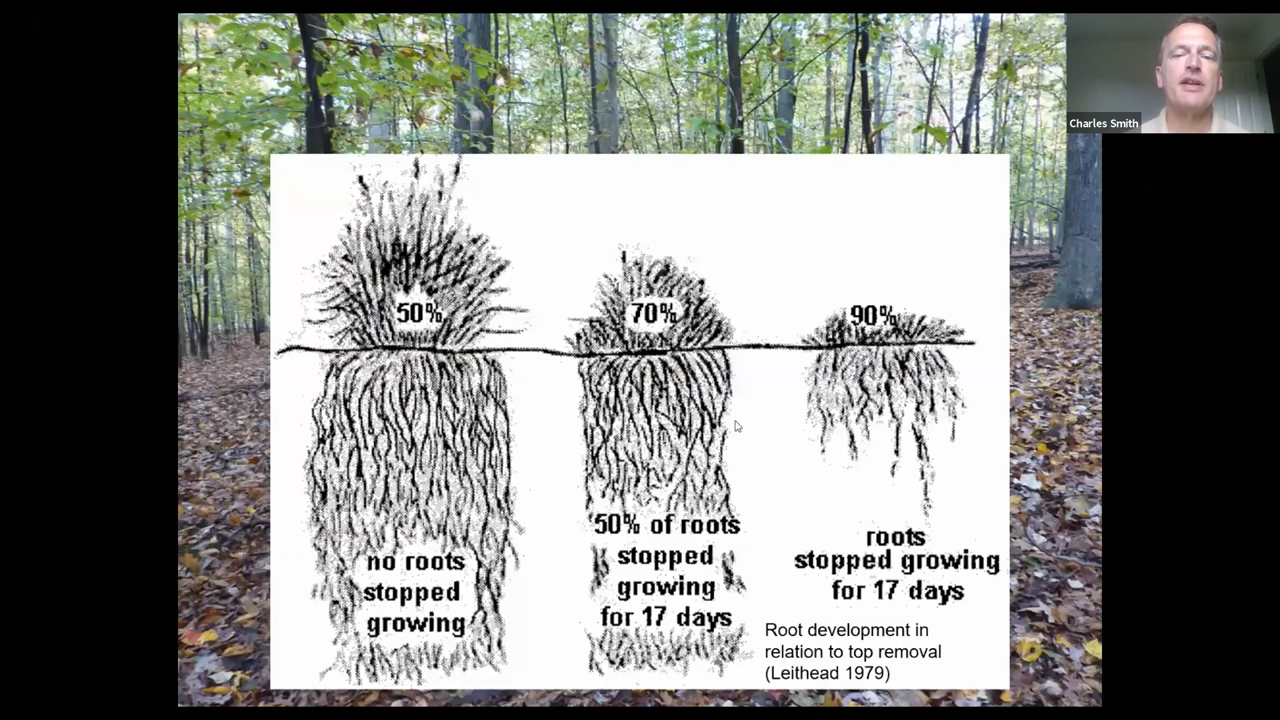 Charles Smith
50%
70%
90%
no roots
stopped
growing
50% of roots
stopped
growing
for 17 days
roots
stopped growing
for 17 days
Root development in
relation to top removal
(Leithead 1979)